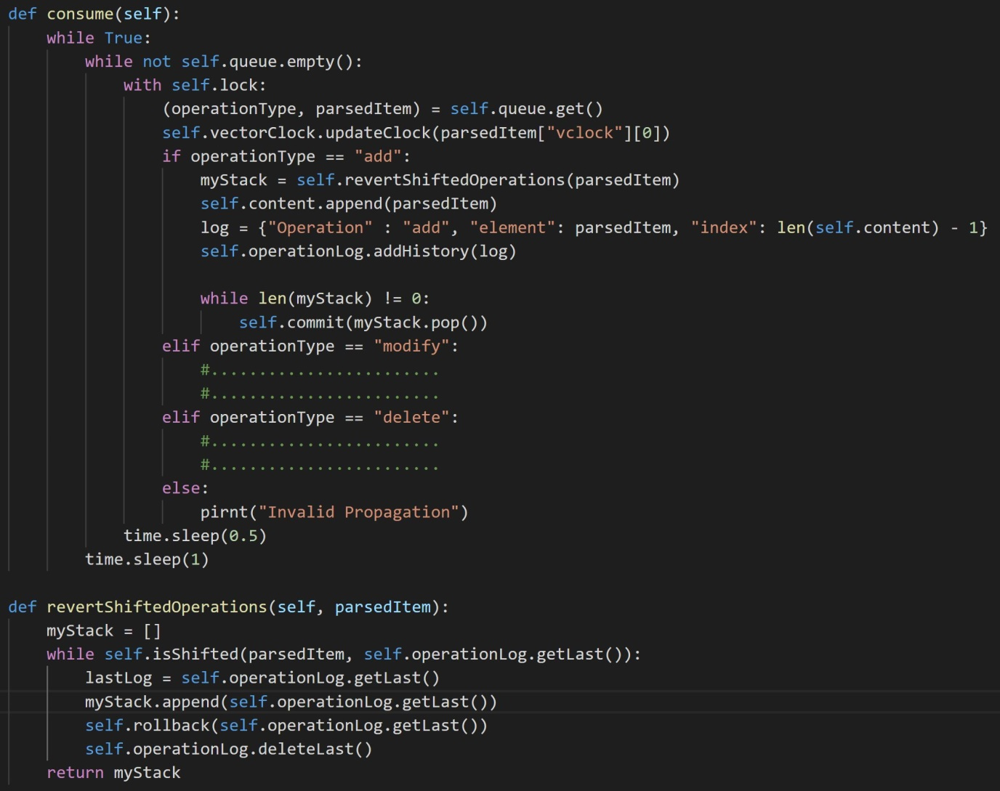 def consume(self):
    while True:
        while not self.queue.empty():
            with self.lock:
                (operationType, parsedItem) = self.queue.get()
                self.vectorClock.updateClock(parsedItem["vclock"][0])
                if operationType == "add":
                    myStack = self.revertShiftedOperations(parsedItem)
                    self.content.append(parsedItem)
                    log = {"Operation" : "add", "element": parsedItem, "index": len(self.content) - 1}
                    self.operationLog.addHistory(log)

                    while len(myStack) != 0:
                        self.commit(myStack.pop())
                elif operationType == "modify":
                    #........................
                    #........................
                elif operationType == "delete":
                    #........................
                    #........................
                else:
                    pirnt("Invalid Propagation")
            time.sleep(0.5)
        time.sleep(1)

def revertShiftedOperations(self, parsedItem):
    myStack = []
    while self.isShifted(parsedItem, self.operationLog.getLast()):
        lastLog = self.operationLog.getLast()
        myStack.append(self.operationLog.getLast())
        self.rollback(self.operationLog.getLast())
        self.operationLog.deleteLast()
    return myStack